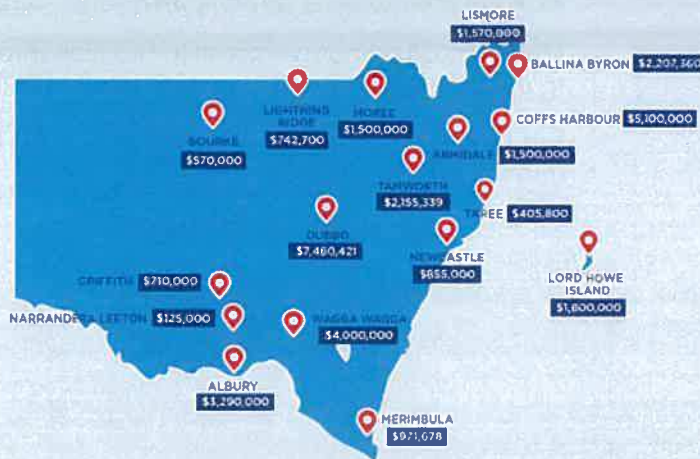 LISMORE
$1,570,000
BALLINA BYRON
LIGHTNING
RIDGE
$742,700
MOREE
$1,500,000
COFFS HARBOUR $5,100,000
BOURKE
$570,000
ARMIDALE $1,500,000
TAMWORTH
$2,155,339
TAREE $405,800
DUBBO
$7,460,421
NEWCASTLE
$855,000
GRIFFITH $710,000
LORD HOWE
ISLAND
$1,600,000
NARRANDERA LEETON $125,000
WAGGA WAGGA
$4,000,000
ALBURY
$3,290,000
MERIMBULA
$971,678